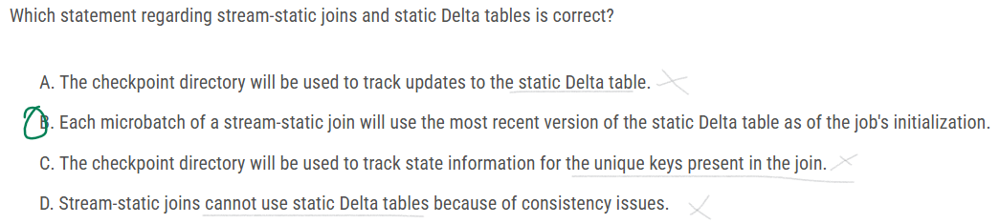 Which statement regarding stream-static joins and static Delta tables is correct?
A. The checkpoint directory will be used to track updates to the static Delta table.
B. Each microbatch of a stream-static join will use the most recent version of the static Delta table as of the job's initialization.
C. The checkpoint directory will be used to track state information for the unique keys present in the join.
D. Stream-static joins cannot use static Delta tables because of consistency issues.